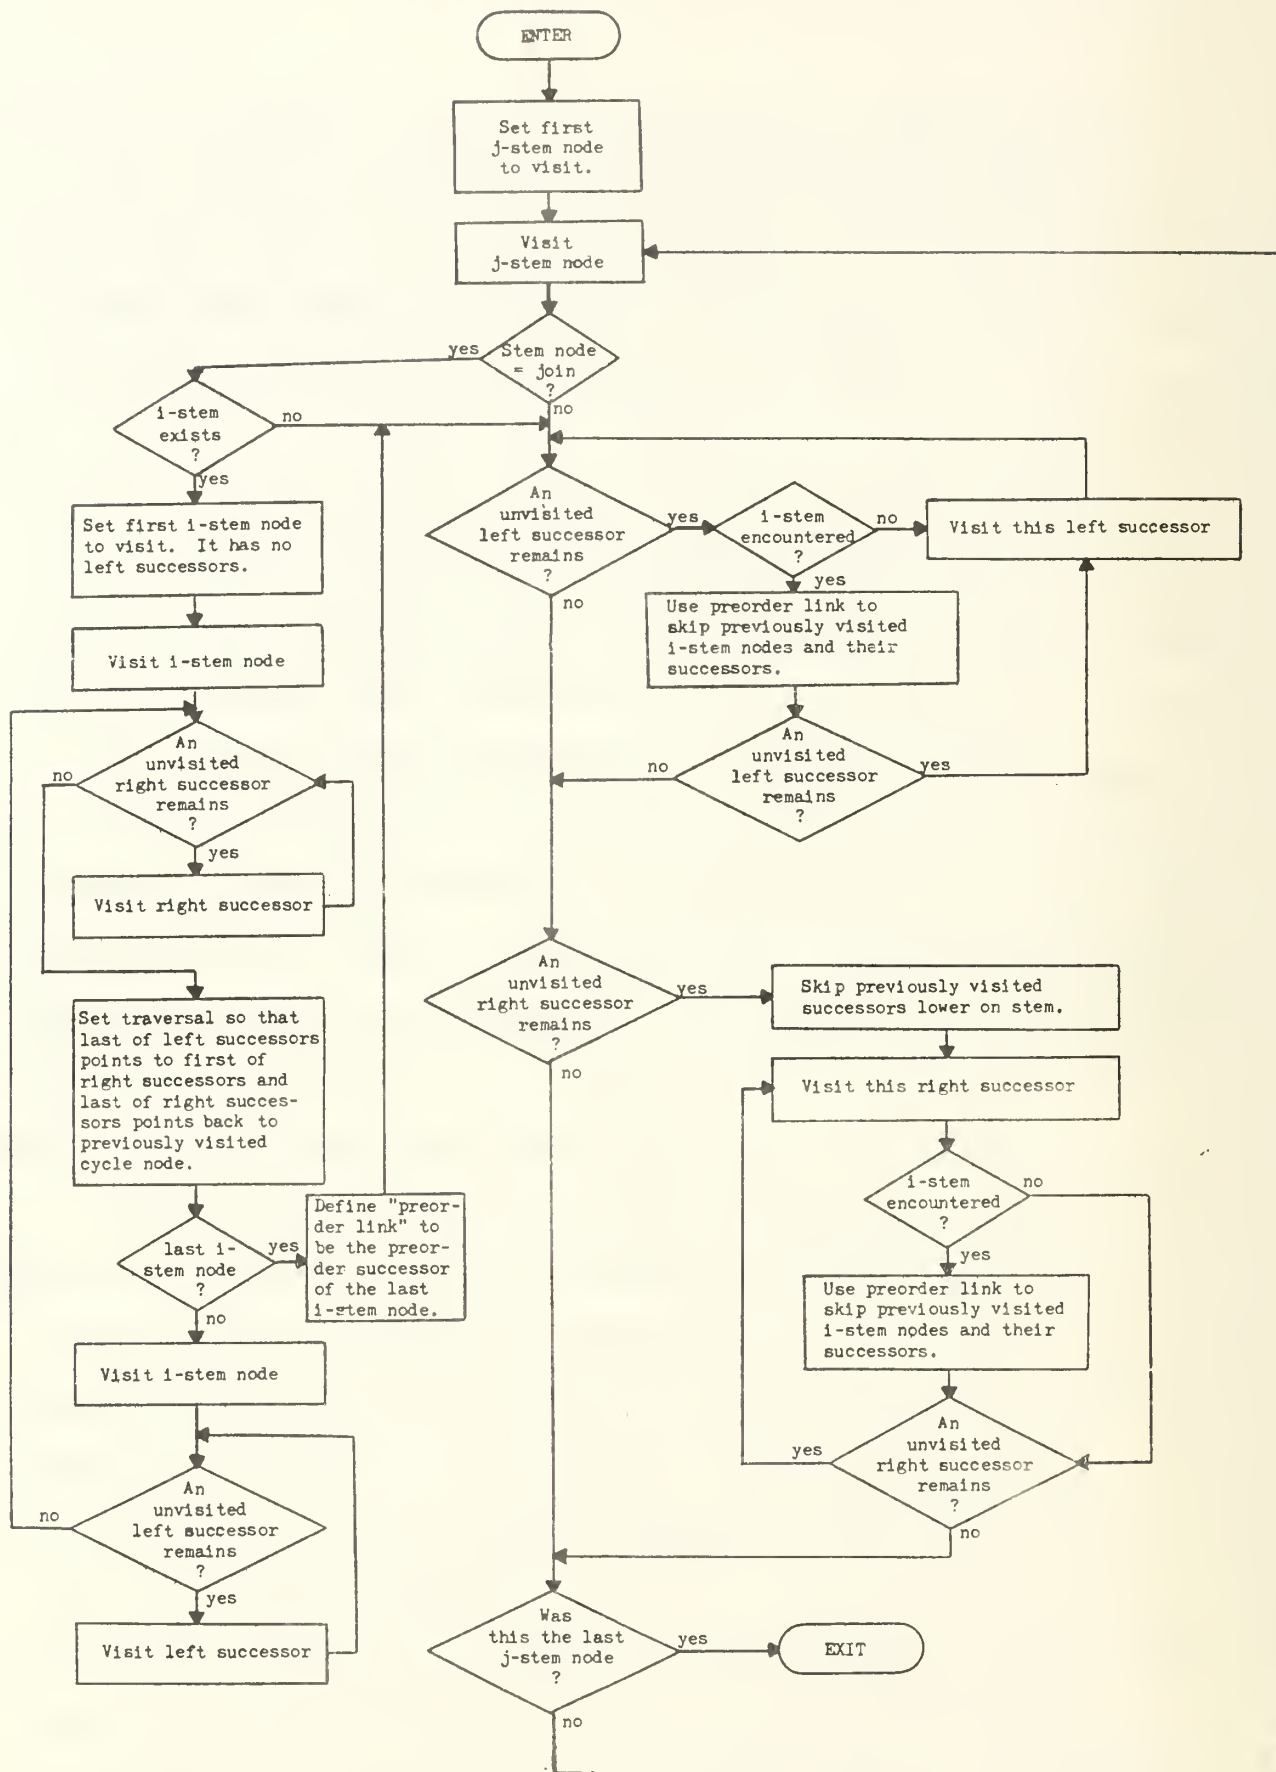 ENTER
Set first
j-stem node
to visit.
Visit
j-stem node
yes
Stem node
= join
?
no
i-stem
exists
?
no
yes
Set first i-stem node
to visit. It has no
left successors.
Visit i-stem node
An
unvisited
right successor
remains
?
no
yes
Visit right successor
Set traversal so that
last of left successors
points to first of
right successors and
last of right succes-
sors points back to
previously visited
cycle node.
last i-
stem node
?
yes
no
Define "preor-
der link" to
be the preor-
der successor
of the last
i-stem node.
Visit i-stem node
An
unvisited
left successor
remains
?
no
yes
Visit left successor
An
unvisited
left successor
remains
?
yes
no
i-stem
encountered
?
no
yes
Visit this left successor
Use preorder link to
skip previously visited
i-stem nodes and their
successors.
An
unvisited
left successor
remains
?
no
yes
An
unvisited
right successor
remains
?
yes
no
Skip previously visited
successors lower on stem.
Visit this right successor
i-stem
encountered
?
no
yes
Use preorder link to
skip previously visited
i-stem nodes and their
successors.
An
unvisited
right successor
remains
?
yes
no
Was
this the last
j-stem node
?
yes
no
EXIT